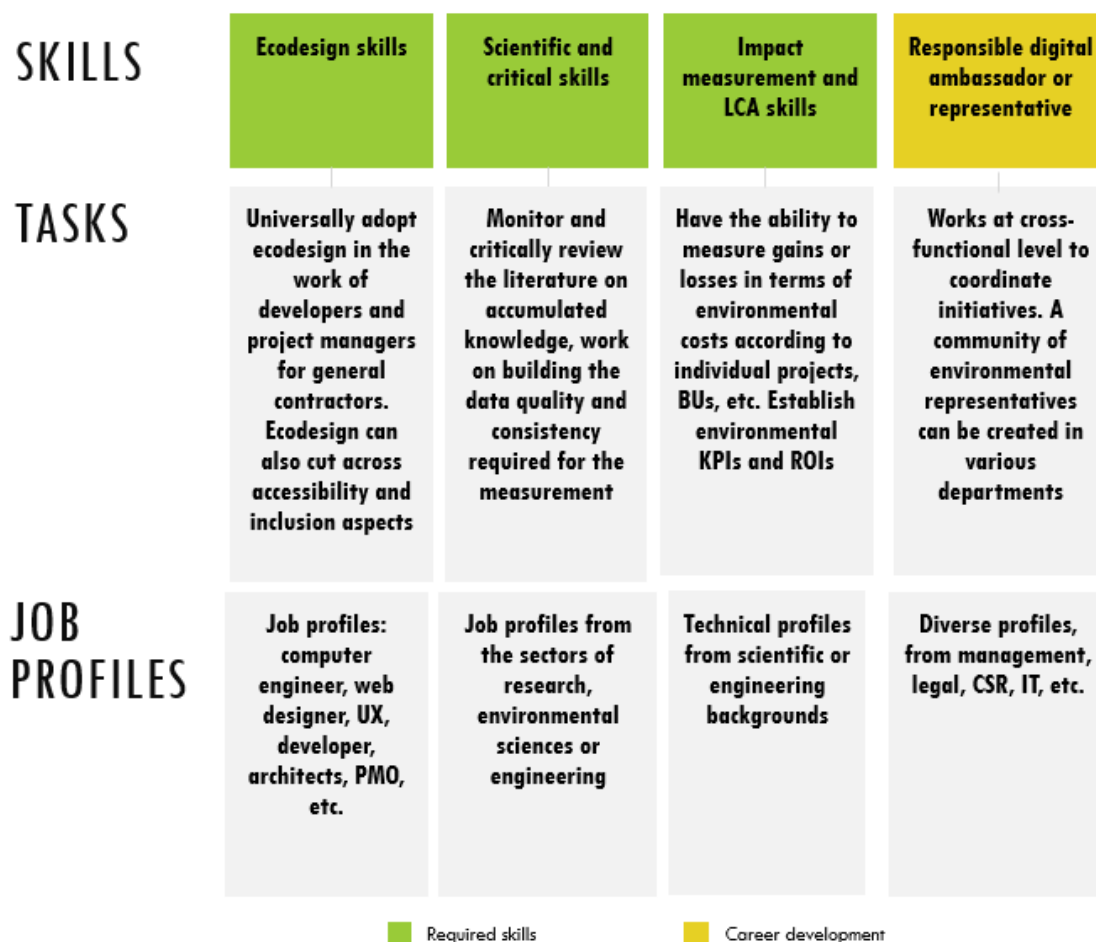 SKILLS
Ecodesign skills
Scientific and
critical skills
Impact
measurement and
LCA skills
Responsible digital
ambassador or
representative
TASKS
Universally adopt
ecodesign in the
work of
developers and
project managers
for general
contractors.
Ecodesign can
also cut across
accessibility and
inclusion aspects
Monitor and
critically review
the literature on
accumulated
knowledge, work
on building the
data quality and
consistency
required for the
measurement
Have the ability to
measure gains or
losses in terms of
environmental
costs according to
individual projects,
BUs, etc. Establish
environmental
KPIs and ROIs
Works at cross-
functional level to
coordinate
initiatives. A
community of
environmental
representatives
can be created in
various
departments
JOB
PROFILES
Job profiles:
computer
engineer, web
designer, UX,
developer,
architects, PMO,
etc.
Job profiles from
the sectors of
research,
environmental
sciences or
engineering
Technical profiles
from scientific or
engineering
backgrounds
Diverse profiles,
from management,
legal, CSR, IT, etc.
Required skills
Career development